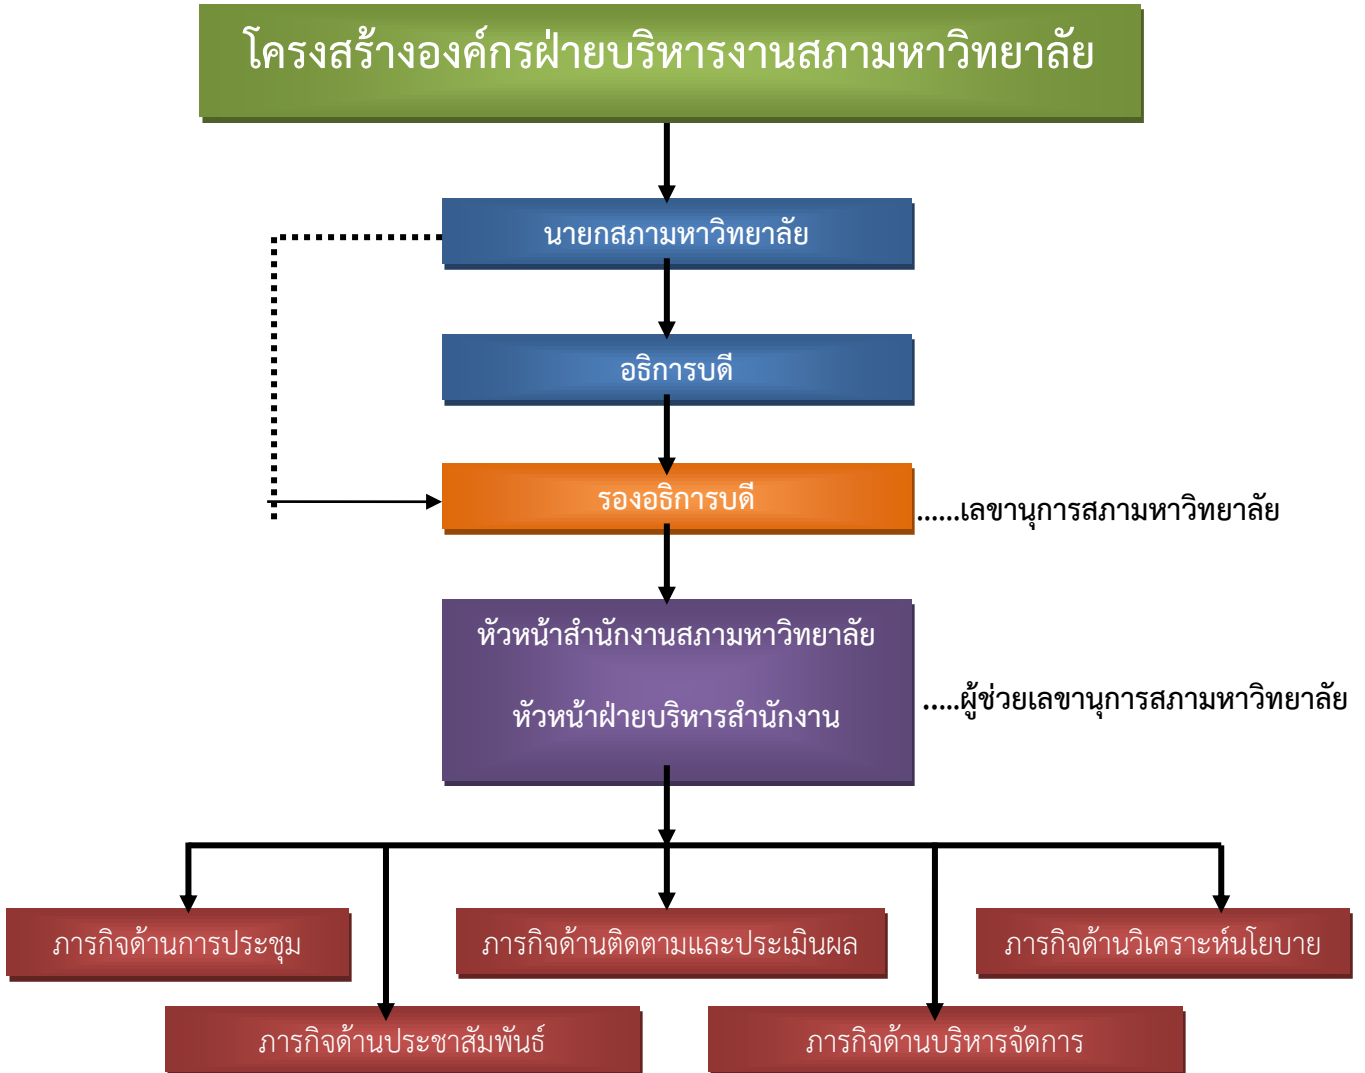 โครงสร้างองค์กรฝ่ายบริหารงานสภามหาวิทยาลัย
นายกสภามหาวิทยาลัย
อธิการบดี
รองอธิการบดี
......เลขานุการสภามหาวิทยาลัย
หัวหน้าสำนักงานสภามหาวิทยาลัย
หัวหน้าฝ่ายบริหารสำนักงาน
.....ผู้ช่วยเลขานุการสภามหาวิทยาลัย
ภารกิจด้านการประชุม
ภารกิจด้านติดตามและประเมินผล
ภารกิจด้านวิเคราะห์นโยบาย
ภารกิจด้านประชาสัมพันธ์
ภารกิจด้านบริหารจัดการ